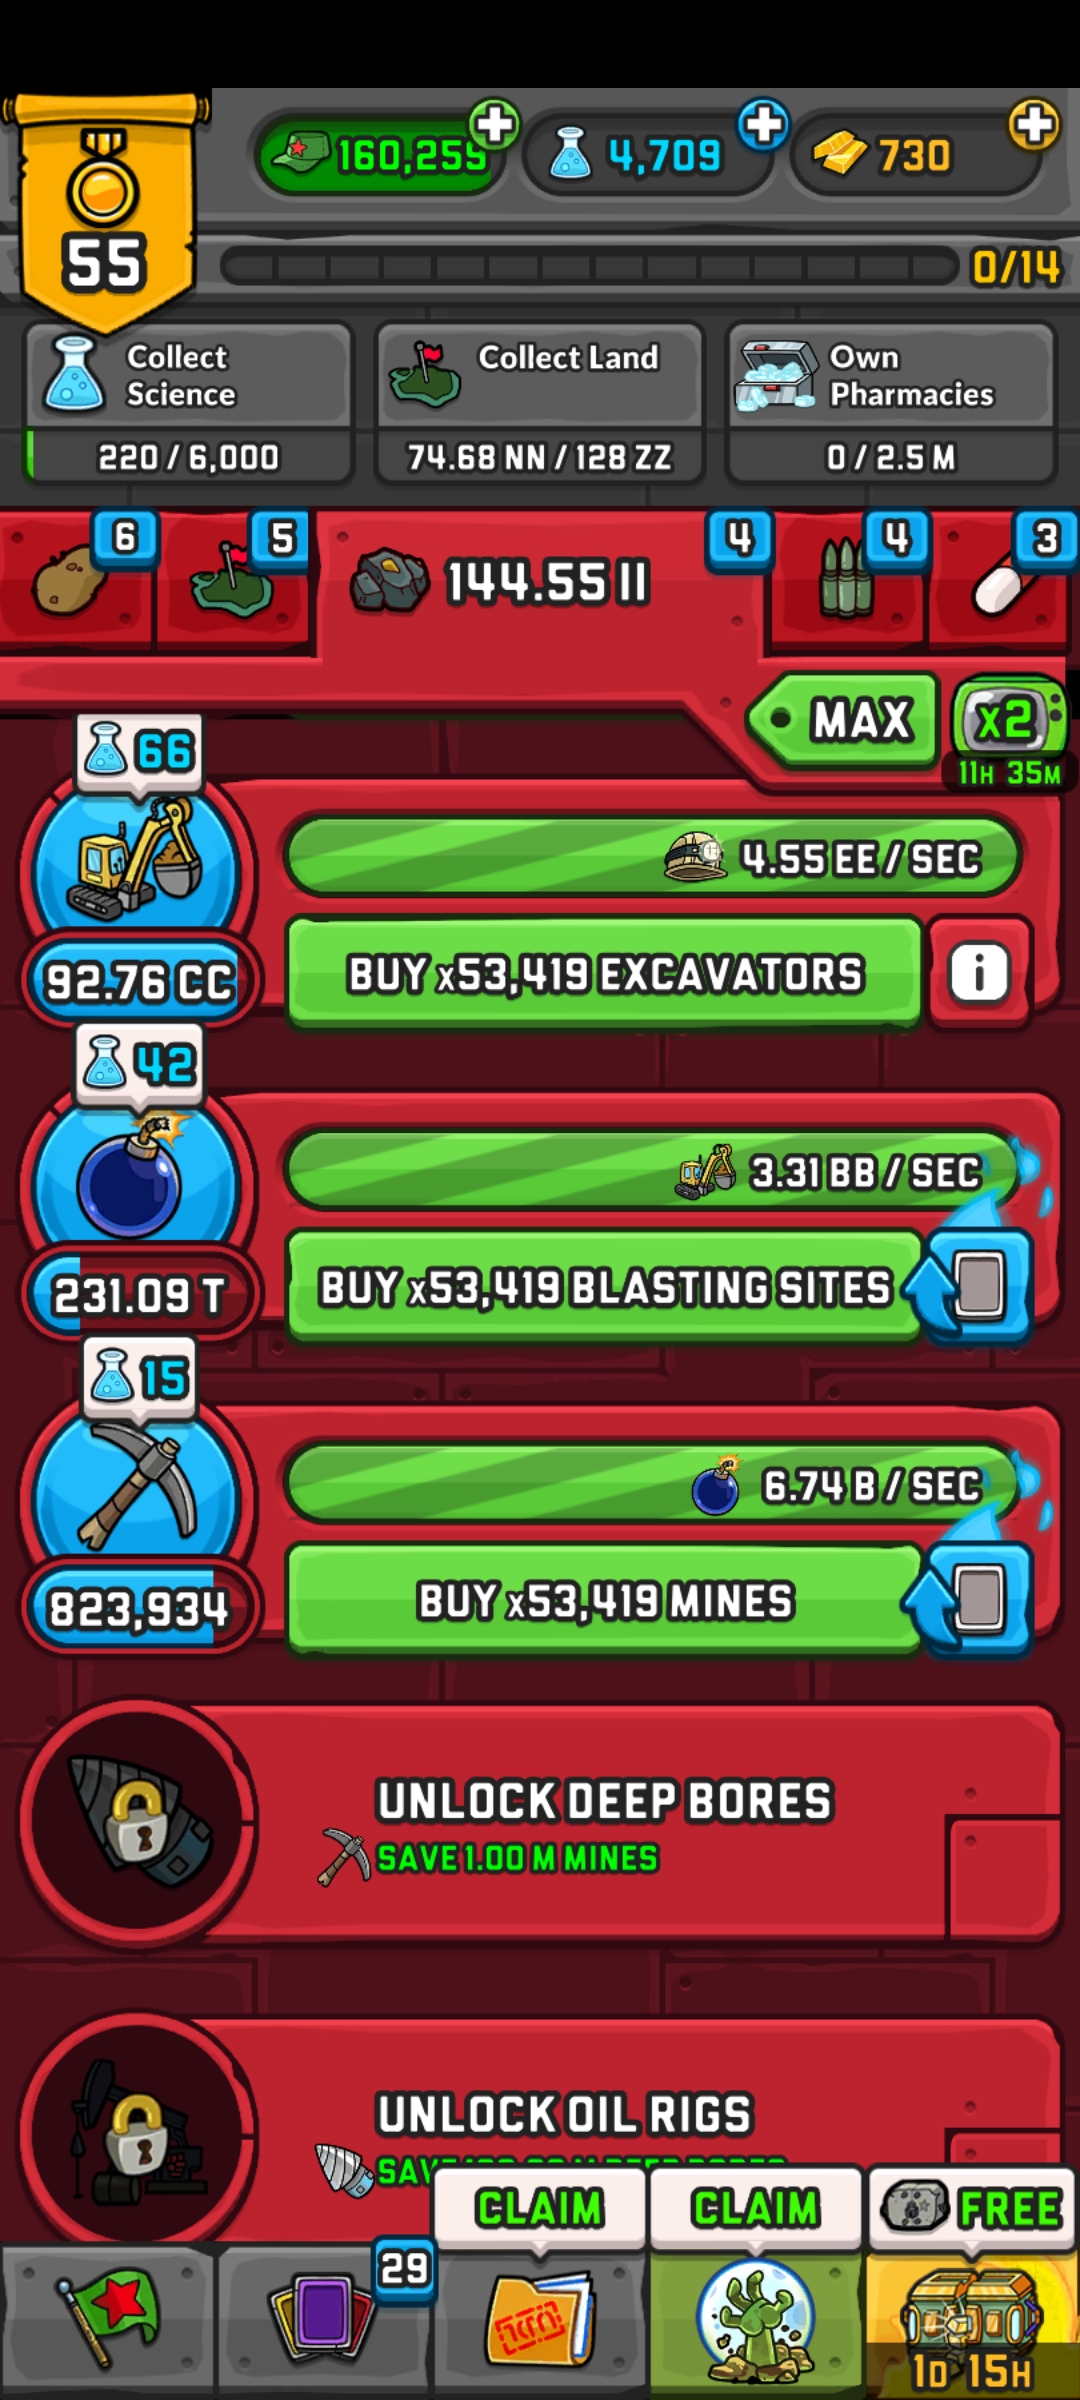 160,259
4,709
730
55
0/14
Collect
Science
220 / 6,000
Collect Land
74.68 NN / 128 ZZ
Own
Pharmacies
0 / 2.5 M
6
5
144.55 II
4
4
3
MAX
x2
11H 35M
66
4.55 EE / SEC
92.76 CC
BUY x53,419 EXCAVATORS
i
42
3.31 BB / SEC
231.09 T
BUY x53,419 BLASTING SITES
15
6.74 B / SEC
823,934
BUY x53,419 MINES
UNLOCK DEEP BORES
SAVE 1.00 M MINES
UNLOCK OIL RIGS
CLAIM
CLAIM
FREE
29
1D 15H